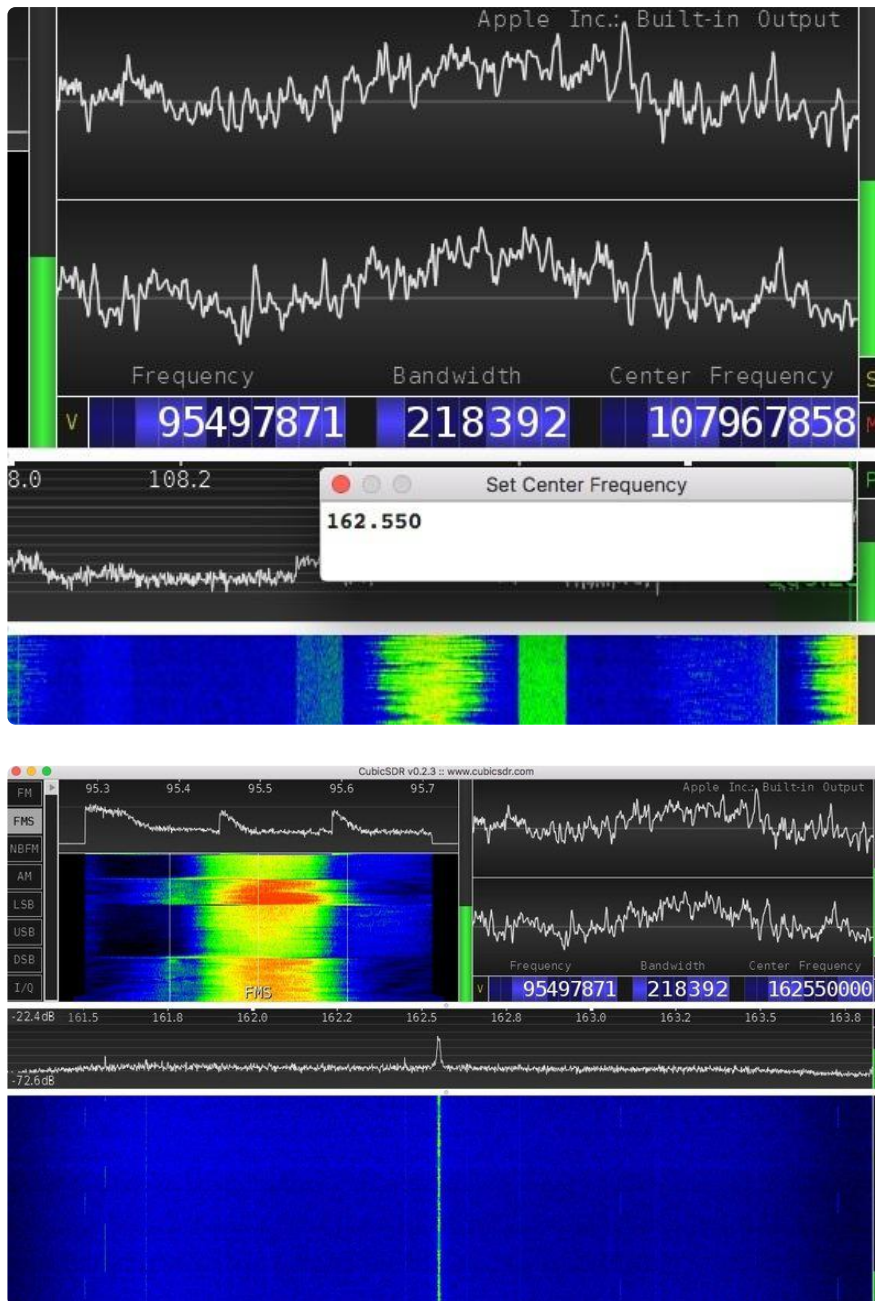 Apple Inc.: Built-in Output
Frequency Bandwidth Center Frequency
V 95497871 218392 107967858
8.0 108.2
Set Center Frequency
162.550
CubicSDR v0.2.3 :: www.cubicsdr.com
FM
FMS
NBFM
AM
LSB
USB
DSB
I/Q
95.3 95.4 95.5 95.6 95.7
FMS
Apple Inc.: Built-in Output
Frequency Bandwidth Center Frequency
V 95497871 218392 162550000
-22.4dB 161.5 161.8 162.0 162.2 162.5 162.8 163.0 163.2 163.5 163.8
-72.6dB